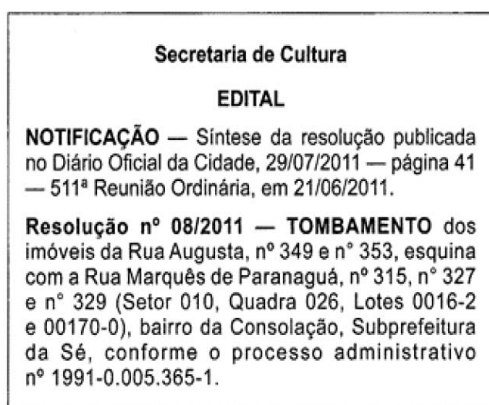 Secretaria de Cultura
EDITAL
NOTIFICAÇÃO — Síntese da resolução publicada
no Diário Oficial da Cidade, 29/07/2011 — página 41
— 511ª Reunião Ordinária, em 21/06/2011.
Resolução nº 08/2011 — TOMBAMENTO dos
imóveis da Rua Augusta, nº 349 e n° 353, esquina
com a Rua Marquês de Paranaguá, nº 315, n° 327
e n° 329 (Setor 010, Quadra 026, Lotes 0016-2
e 00170-0), bairro da Consolação, Subprefeitura
da Sé, conforme o processo administrativo
nº 1991-0.005.365-1.